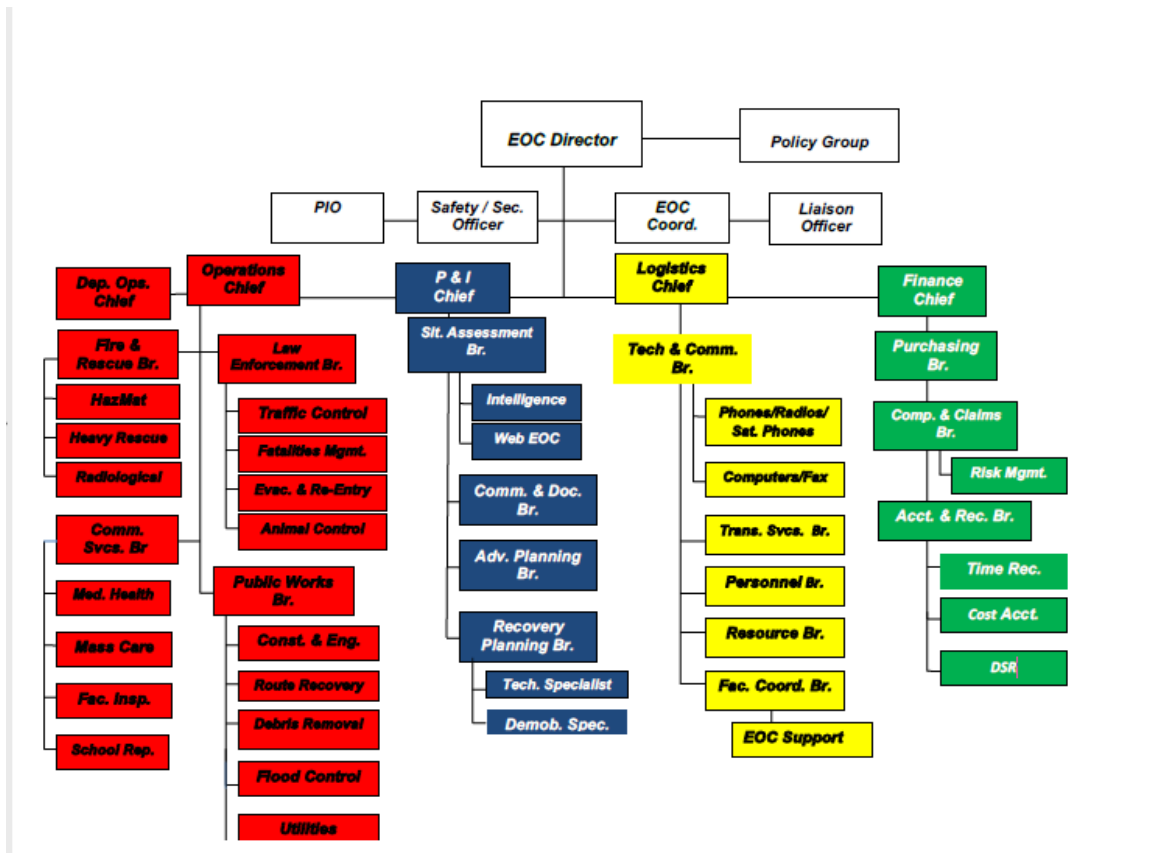 EOC Director
Policy Group
PIO
Safety / Sec.
Officer
EOC
Coord.
Liaison
Officer
Dep. Ops.
Chief
Operations
Chief
P & I
Chief
Logistics
Chief
Finance
Chief
Fire &
Rescue Br.
HazMat
Heavy Rescue
Radiological
Comm.
Svcs. Br
Med. Health
Mass Care
Fac. Insp.
School Rep.
Law
Enforcement Br.
Traffic Control
Fatalities Mgmt.
Evac. & Re-Entry
Animal Control
Public Works
Br.
Const. & Eng.
Route Recovery
Debris Removal
Flood Control
Utilities
Sit. Assessment
Br.
Intelligence
Web EOC
Comm. & Doc.
Br.
Adv. Planning
Br.
Recovery
Planning Br.
Tech. Specialist
Demob. Spec.
Tech & Comm.
Br.
Phones/Radios/
Sat. Phones
Computers/Fax
Trans. Svcs. Br.
Personnel Br.
Resource Br.
Fac. Coord. Br.
EOC Support
Purchasing
Br.
Comp. & Claims
Br.
Risk Mgmt.
Acct. & Rec. Br.
Time Rec.
Cost Acct.
DSR